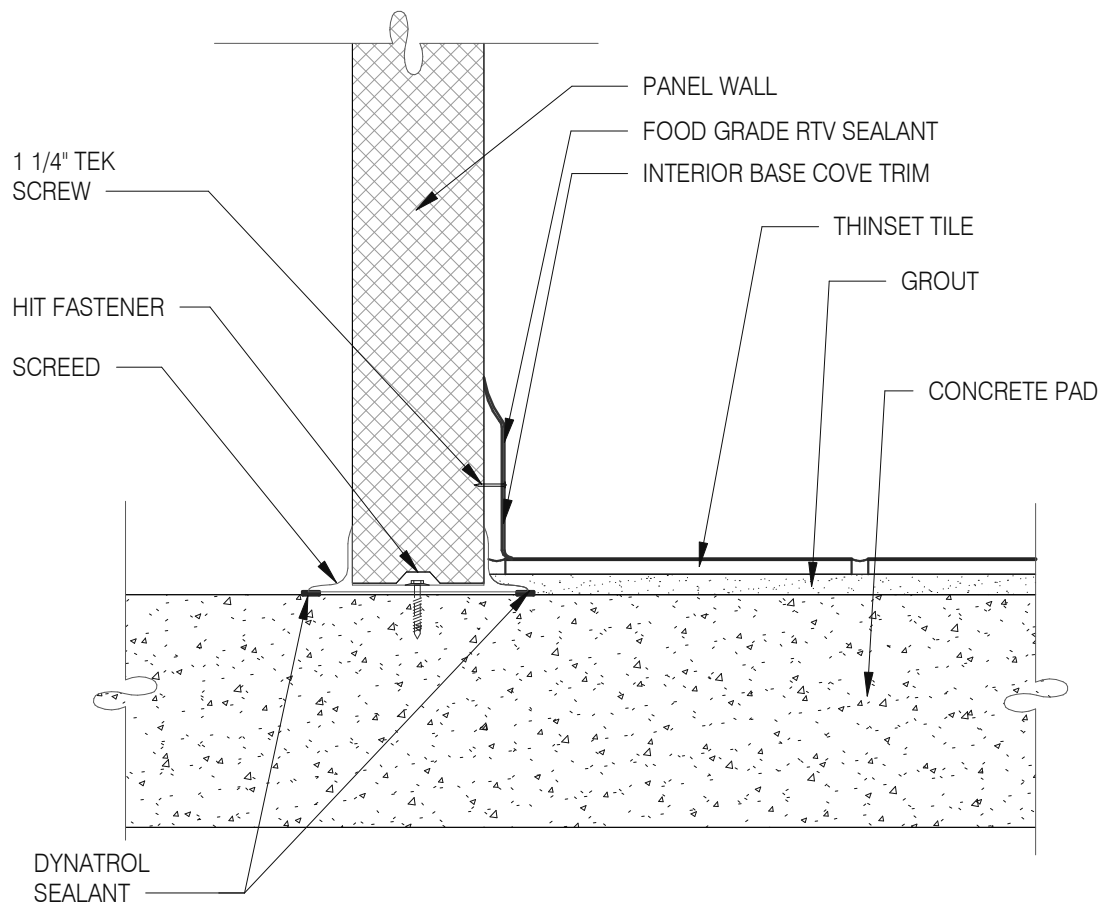 PANEL WALL
FOOD GRADE RTV SEALANT
INTERIOR BASE COVE TRIM
THINSET TILE
GROUT
CONCRETE PAD
1 1/4" TEK
SCREW
HIT FASTENER
SCREED
DYNATROL
SEALANT